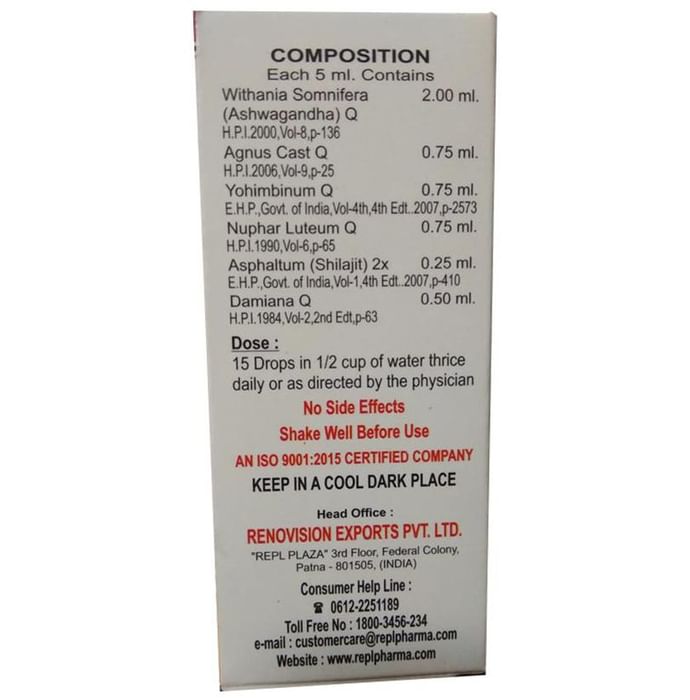 COMPOSITION
Each 5 ml. Contains
Withania Somnifera 2.00 ml.
(Ashwagandha) Q
H.P.I.2000,Vol-8,p-136
Agnus Cast Q 0.75 ml.
H.P.I.2006,Vol-9,p-25
Yohimbinum Q 0.75 ml.
E.H.P.,Govt. of India,Vol-4th,4th Edt..2007,p-2573
Nuphar Luteum Q 0.75 ml.
H.P.I.1990,Vol-6,p-65
Asphaltum (Shilajit) 2x 0.25 ml.
E.H.P.,Govt. of India,Vol-1,4th Edt..2007,p-410
Damiana Q 0.50 ml.
H.P.I.1984,Vol-2,2nd Edt,p-63
Dose :
15 Drops in 1/2 cup of water thrice
daily or as directed by the physician
No Side Effects
Shake Well Before Use
AN ISO 9001:2015 CERTIFIED COMPANY
KEEP IN A COOL DARK PLACE
Head Office :
RENOVISION EXPORTS PVT. LTD.
"REPL PLAZA" 3rd Floor, Federal Colony,
Patna - 801505, (INDIA)
Consumer Help Line :
☎ 0612-2251189
Toll Free No : 1800-3456-234
e-mail : customercare@replpharma.com
Website : www.replpharma.com